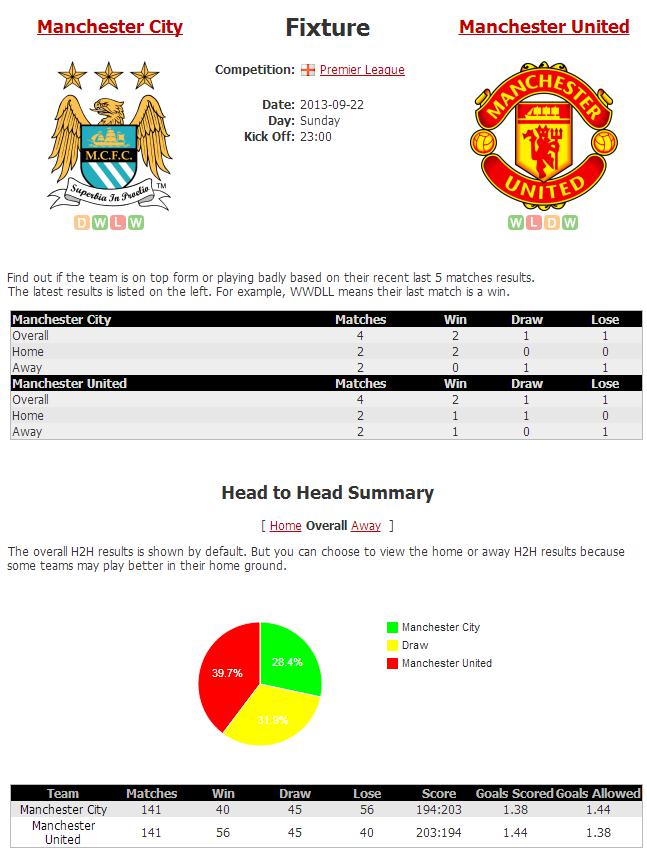 Manchester City
Fixture
Manchester United
Competition: Premier League
Date: 2013-09-22
Day: Sunday
Kick Off: 23:00
M.C.F.C.
Superbia In Proelio
TM
MANCHESTER
UNITED
D W L W
W L D W
Find out if the team is on top form or playing badly based on their recent last 5 matches results.
The latest results is listed on the left. For example, WWDLL means their last match is a win.
Manchester City Matches Win Draw Lose
Overall 4 2 1 1
Home 2 2 0 0
Away 2 0 1 1
Manchester United Matches Win Draw Lose
Overall 4 2 1 1
Home 2 1 1 0
Away 2 1 0 1
Head to Head Summary
[ Home Overall Away ]
The overall H2H results is shown by default. But you can choose to view the home or away H2H results because
some teams may play better in their home ground.
Manchester City
Draw
Manchester United
28.4%
39.7%
31.9%
Team Matches Win Draw Lose Score Goals Scored Goals Allowed
Manchester City 141 40 45 56 194:203 1.38 1.44
Manchester
United 141 56 45 40 203:194 1.44 1.38